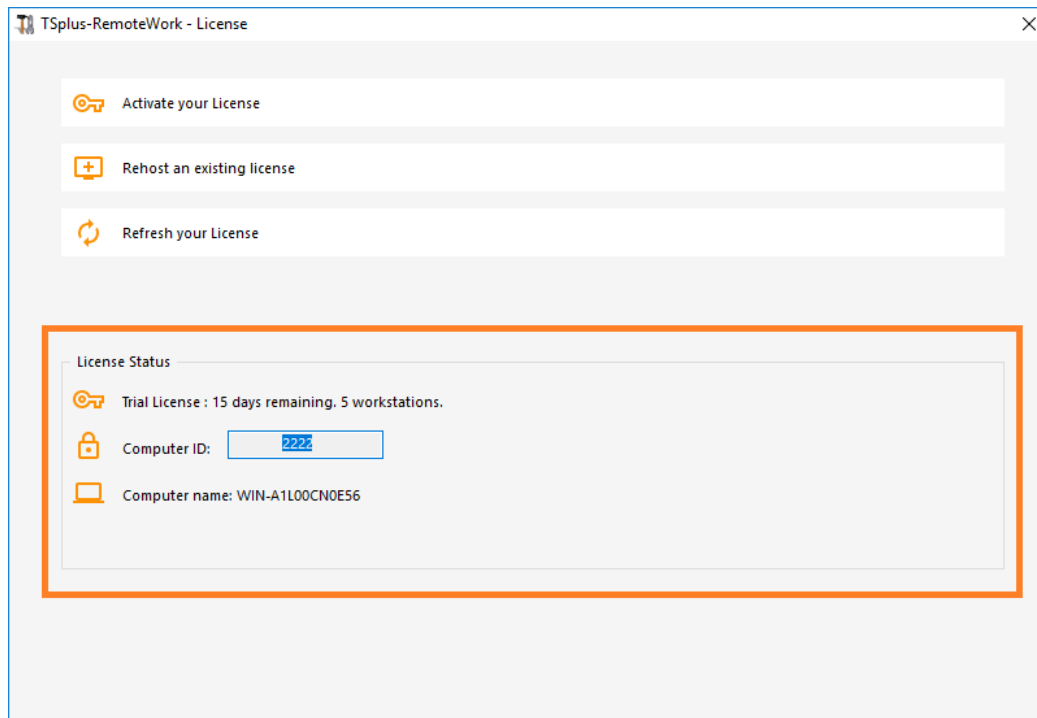 TSplus-RemoteWork - License
Activate your License
Rehost an existing license
Refresh your License
License Status
Trial License : 15 days remaining. 5 workstations.
Computer ID: 2222
Computer name: WIN-A1L00CN0E56